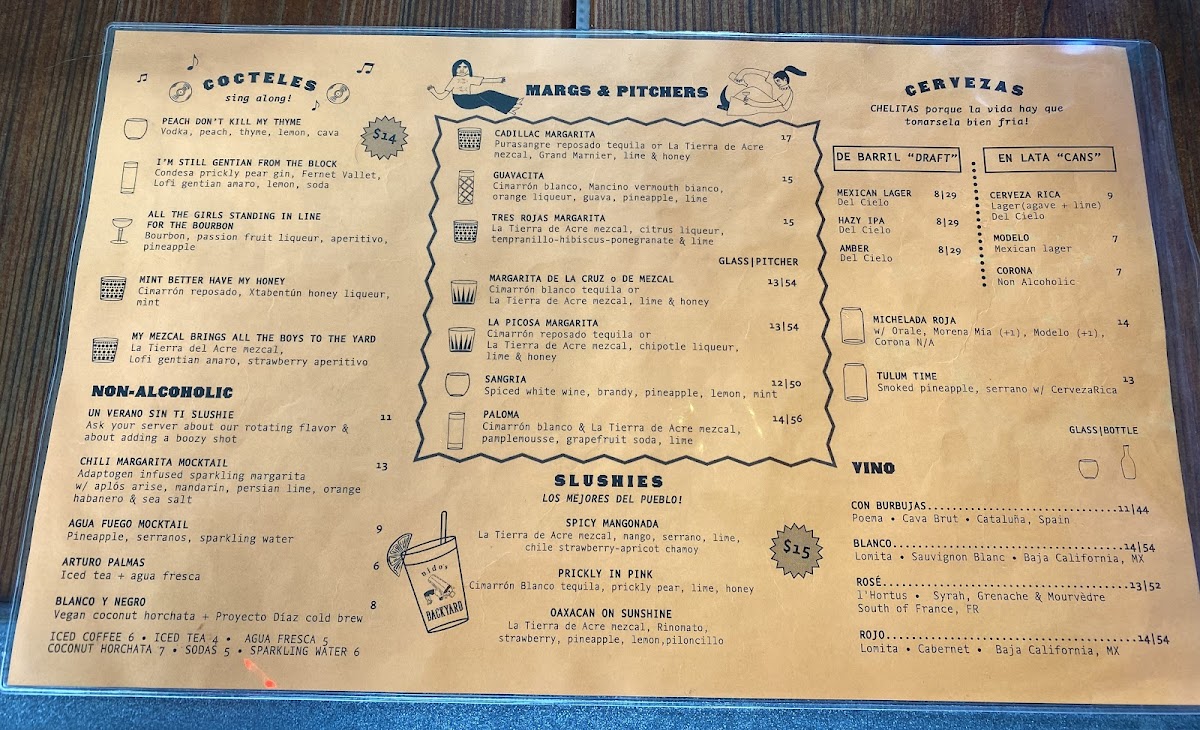 COCTELES
sing along!
$14
PEACH DON'T KILL MY THYME
Vodka, peach, thyme, lemon, cava
I'M STILL GENTIAN FROM THE BLOCK
Condesa prickly pear gin, Fernet Vallet,
Lofi gentian amaro, lemon, soda
ALL THE GIRLS STANDING IN LINE
FOR THE BOURBON
Bourbon, passion fruit liqueur, aperitivo,
pineapple
MINT BETTER HAVE MY HONEY
Cimarrón reposado, Xtabentún honey liqueur,
mint
MY MEZCAL BRINGS ALL THE BOYS TO THE YARD
La Tierra del Acre mezcal,
Lofi gentian amaro, strawberry aperitivo
NON-ALCOHOLIC
UN VERANO SIN TI SLUSHIE 11
Ask your server about our rotating flavor &
about adding a boozy shot
CHILI MARGARITA MOCKTAIL 13
Adaptogen infused sparkling margarita
w/ aplós arise, mandarin, persian lime, orange
habanero & sea salt
AGUA FUEGO MOCKTAIL 9
Pineapple, serranos, sparkling water
ARTURO PALMAS 6
Iced tea + agua fresca
BLANCO Y NEGRO 8
Vegan coconut horchata + Proyecto Díaz cold brew
ICED COFFEE 6 • ICED TEA 4 • AGUA FRESCA 5
COCONUT HORCHATA 7 • SODAS 5 • SPARKLING WATER 6
MARGS & PITCHERS
CADILLAC MARGARITA 17
Purasangre reposado tequila or La Tierra de Acre
mezcal, Grand Marnier, lime & honey
GUAVACITA 15
Cimarrón blanco, Mancino vermouth bianco,
orange liqueur, guava, pineapple, lime
TRES ROJAS MARGARITA 15
La Tierra de Acre mezcal, citrus liqueur,
tempranillo-hibiscus-pomegranate & lime
GLASS|PITCHER
MARGARITA DE LA CRUZ o DE MEZCAL 13|54
Cimarrón blanco tequila or
La Tierra de Acre mezcal, lime & honey
LA PICOSA MARGARITA 13|54
Cimarrón reposado tequila or
La Tierra de Acre mezcal, chipotle liqueur,
lime & honey
SANGRIA 12|50
Spiced white wine, brandy, pineapple, lemon, mint
PALOMA 14|56
Cimarrón blanco & La Tierra de Acre mezcal,
pamplemousse, grapefruit soda, lime
SLUSHIES
LOS MEJORES DEL PUEBLO!
$15
SPICY MANGONADA
La Tierra de Acre mezcal, mango, serrano, lime,
chile strawberry-apricot chamoy
PRICKLY IN PINK
Cimarrón Blanco tequila, prickly pear, lime, honey
OAXACAN ON SUNSHINE
La Tierra de Acre mezcal, Rinomato,
strawberry, pineapple, lemon,piloncillo
nido's
BACKYARD
CERVEZAS
CHELITAS porque la vida hay que
tomarsela bien fria!
DE BARRIL "DRAFT"
MEXICAN LAGER 8|29
Del Cielo
HAZY IPA 8|29
Del Cielo
AMBER 8|29
Del Cielo
EN LATA "CANS"
CERVEZA RICA 9
Lager(agave + lime)
Del Cielo
MODELO 7
Mexican lager
CORONA 7
Non Alcoholic
MICHELADA ROJA 14
w/ Orale, Morena Mia (+1), Modelo (+1),
Corona N/A
TULUM TIME 13
Smoked pineapple, serrano w/ CervezaRica
GLASS|BOTTLE
VINO
CON BURBUJAS..........................11|44
Poema • Cava Brut • Cataluña, Spain
BLANCO................................14|54
Lomita • Sauvignon Blanc • Baja California, MX
ROSÉ..................................13|52
l'Hortus • Syrah, Grenache & Mourvèdre
South of France, FR
ROJO..................................14|54
Lomita • Cabernet • Baja California, MX